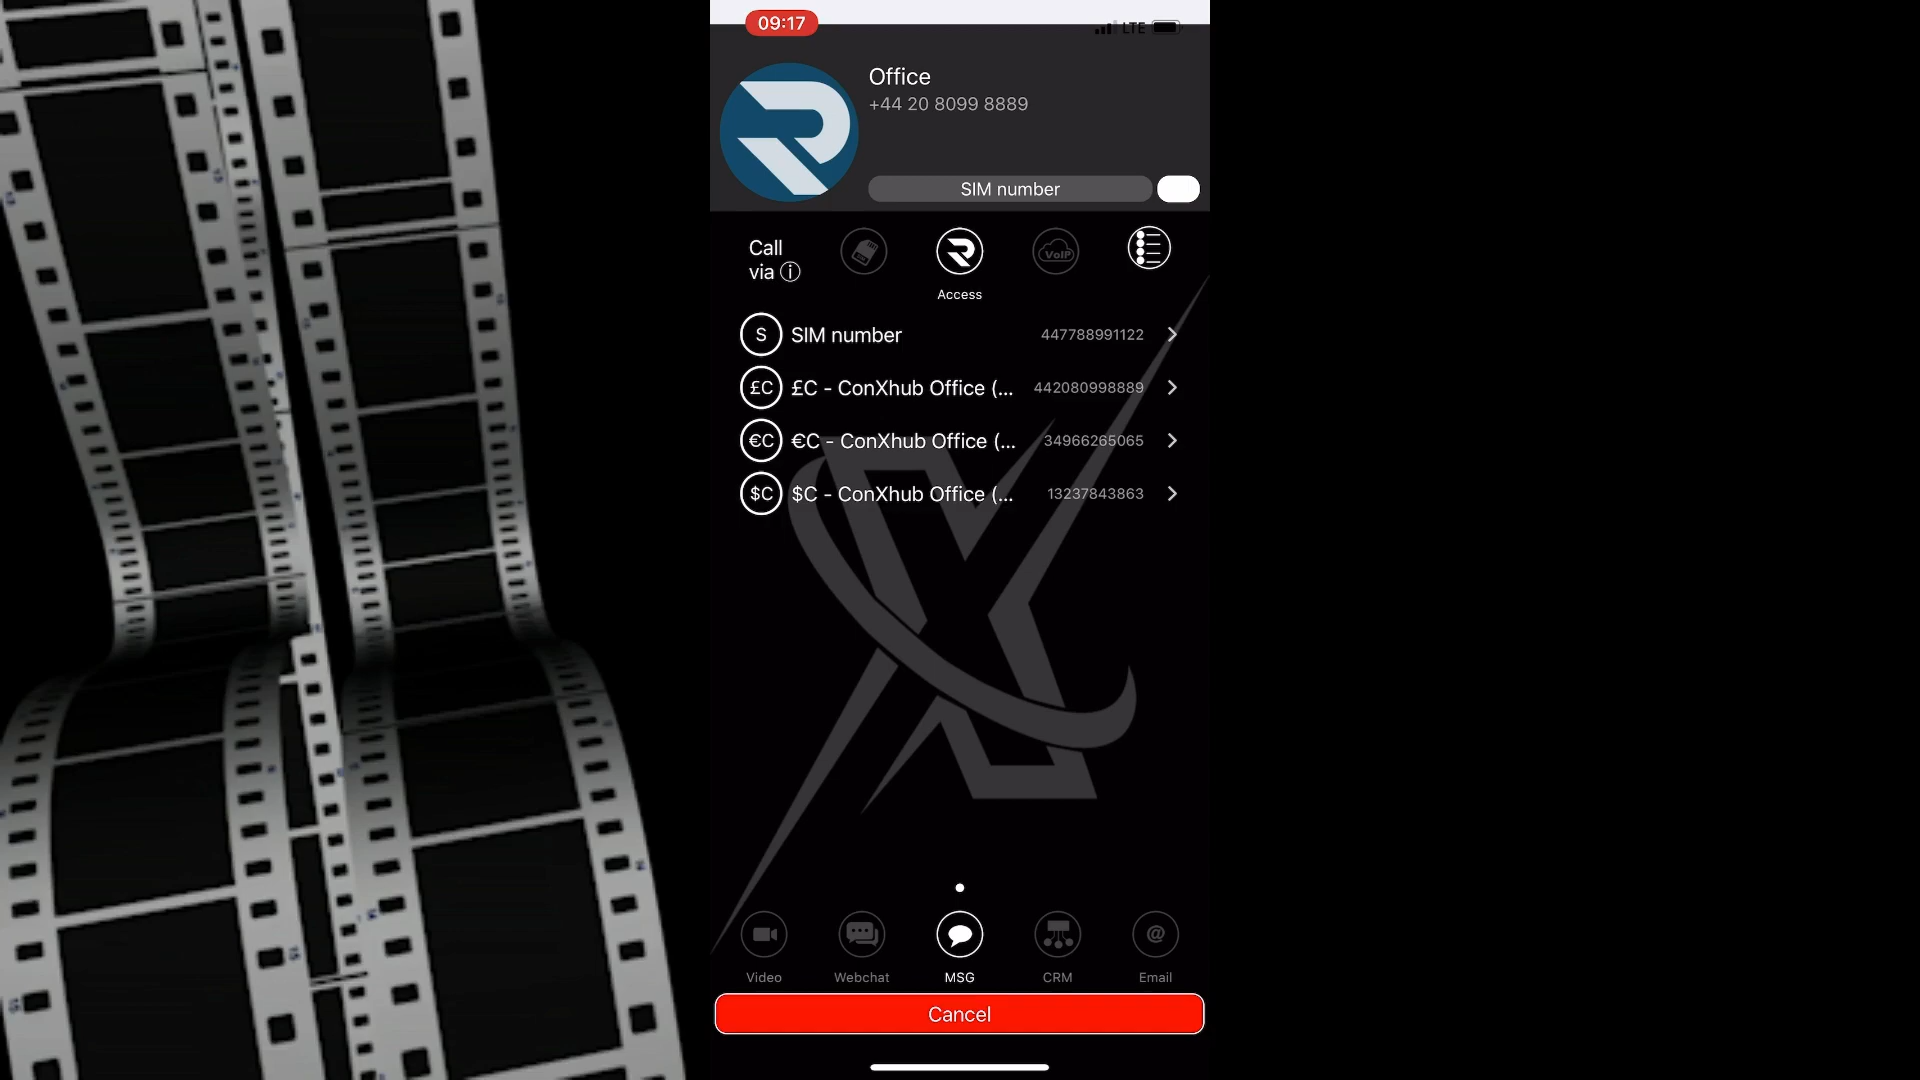 09:17
LTE
Office
+44 20 8099 8889
SIM number
Call
via ⓘ
VoIP
Access
S SIM number 447788991122
£C £C - ConXhub Office (... 442080998889
€C €C - ConXhub Office (... 34966265065
$C $C - ConXhub Office (... 13237843863
@
Video Webchat MSG CRM Email
Cancel